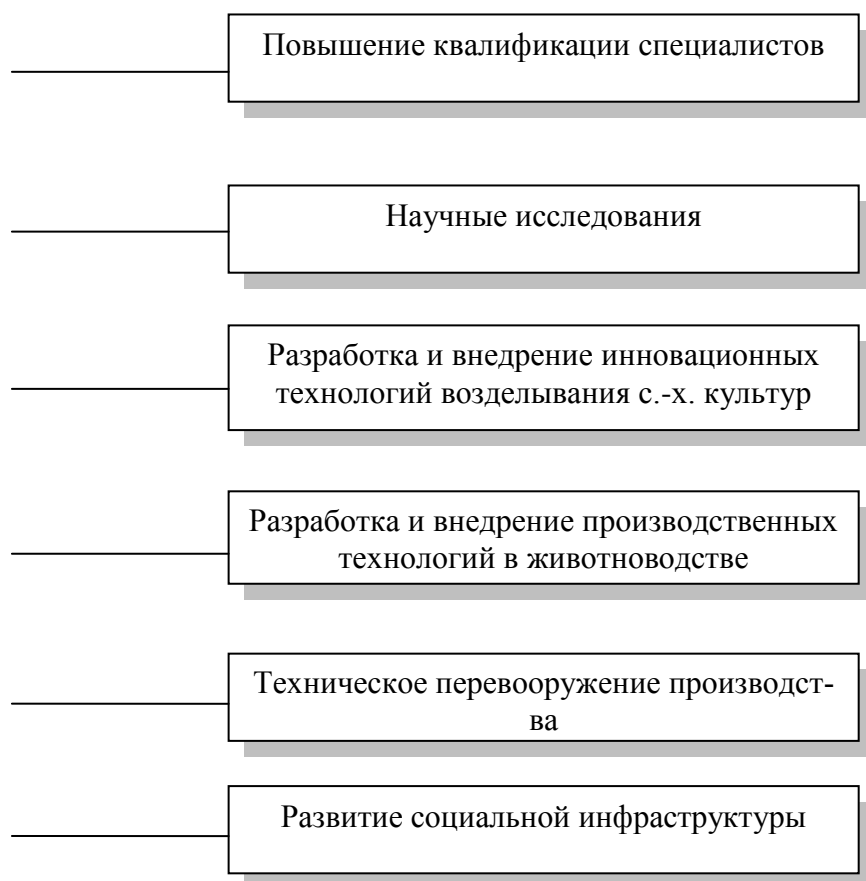 Повышение квалификации специалистов
Научные исследования
Разработка и внедрение инновационных
технологий возделывания с.-х. культур
Разработка и внедрение производственных
технологий в животноводстве
Техническое перевооружение производст-
ва
Развитие социальной инфраструктуры